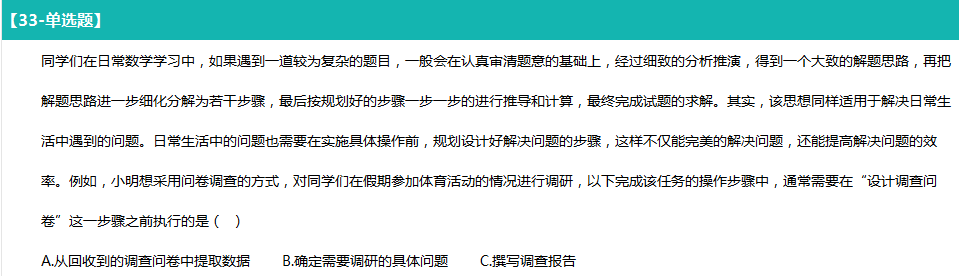 【33-单选题】
同学们在日常数学学习中，如果遇到一道较为复杂的题目，一般会在认真审清题意的基础上，经过细致的分析推演，得到一个大致的解题思路，再把
解题思路进一步细化分解为若干步骤，最后按规划好的步骤一步一步的进行推导和计算，最终完成试题的求解。其实，该思想同样适用于解决日常生
活中遇到的问题。日常生活中的问题也需要在实施具体操作前，规划设计好解决问题的步骤，这样不仅能完美的解决问题，还能提高解决问题的效
率。例如，小明想采用问卷调查的方式，对同学们在假期参加体育活动的情况进行调研，以下完成该任务的操作步骤中，通常需要在“设计调查问
卷”这一步骤之前执行的是（　）
A.从回收到的调查问卷中提取数据　　B.确定需要调研的具体问题　　C.撰写调查报告